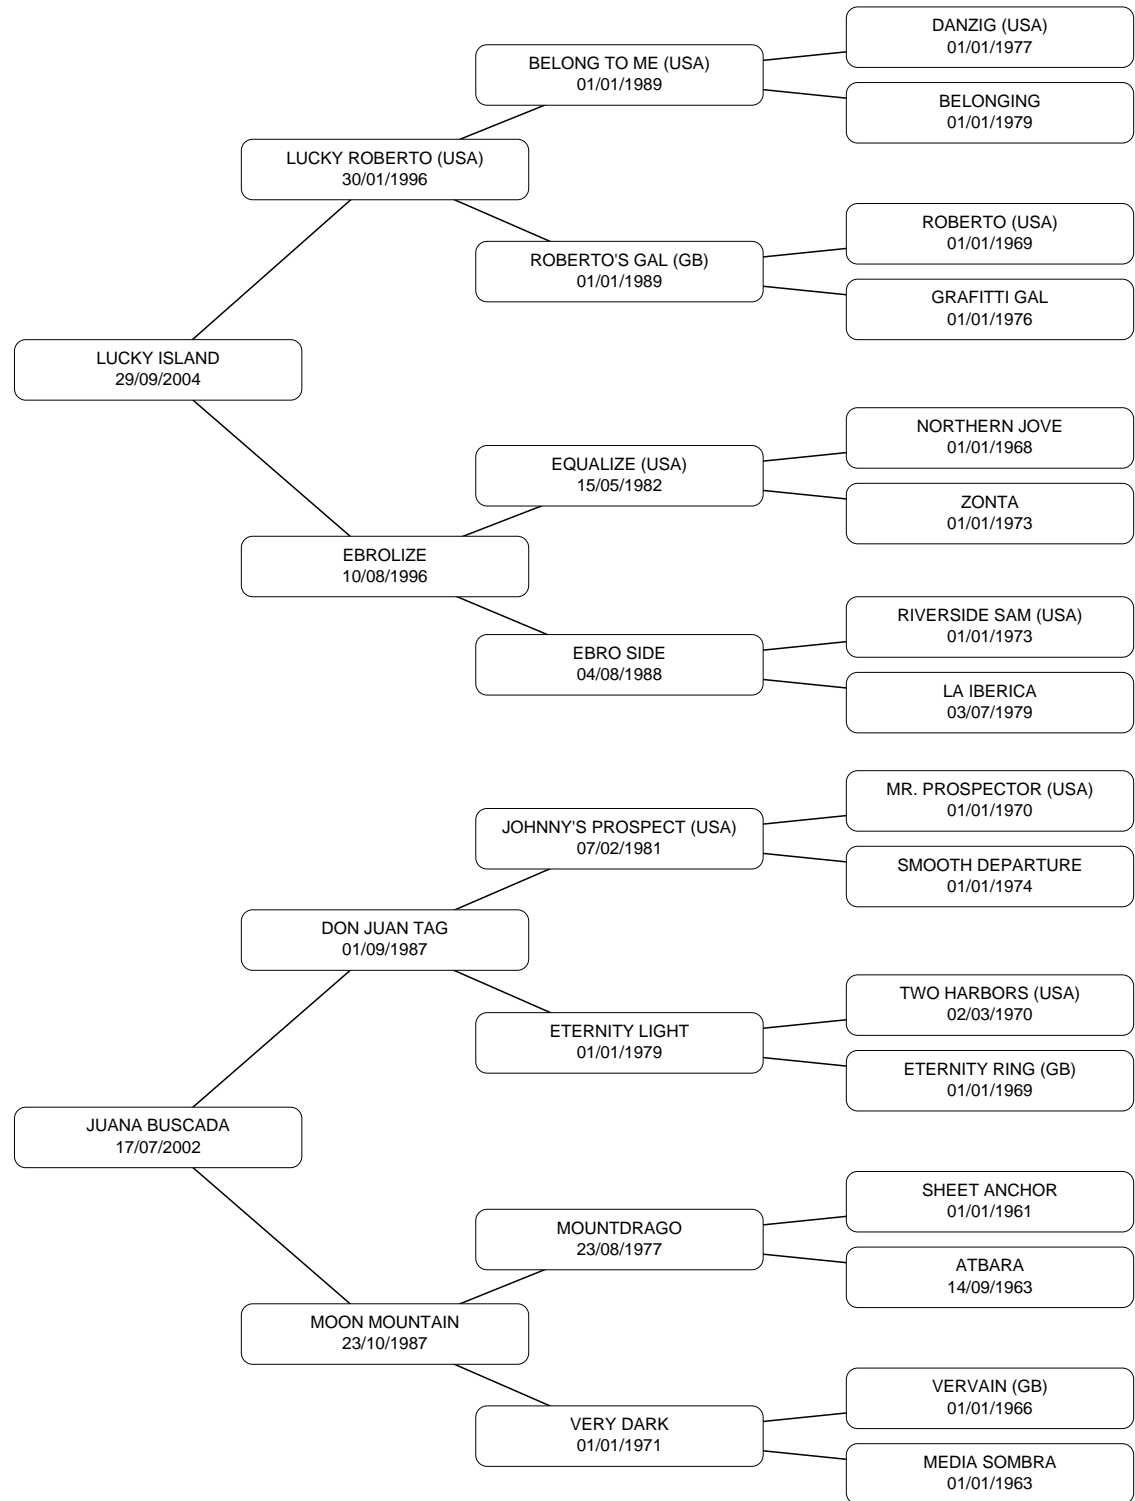 DANZIG (USA)
01/01/1977
BELONG TO ME (USA)
01/01/1989
BELONGING
01/01/1979
LUCKY ROBERTO (USA)
30/01/1996
ROBERTO (USA)
01/01/1969
ROBERTO'S GAL (GB)
01/01/1989
GRAFITTI GAL
01/01/1976
LUCKY ISLAND
29/09/2004
NORTHERN JOVE
01/01/1968
EQUALIZE (USA)
15/05/1982
ZONTA
01/01/1973
EBROLIZE
10/08/1996
RIVERSIDE SAM (USA)
01/01/1973
EBRO SIDE
04/08/1988
LA IBERICA
03/07/1979
MR. PROSPECTOR (USA)
01/01/1970
JOHNNY'S PROSPECT (USA)
07/02/1981
SMOOTH DEPARTURE
01/01/1974
DON JUAN TAG
01/09/1987
TWO HARBORS (USA)
02/03/1970
ETERNITY LIGHT
01/01/1979
ETERNITY RING (GB)
01/01/1969
JUANA BUSCADA
17/07/2002
SHEET ANCHOR
01/01/1961
MOUNTDRAGO
23/08/1977
ATBARA
14/09/1963
MOON MOUNTAIN
23/10/1987
VERVAIN (GB)
01/01/1966
VERY DARK
01/01/1971
MEDIA SOMBRA
01/01/1963